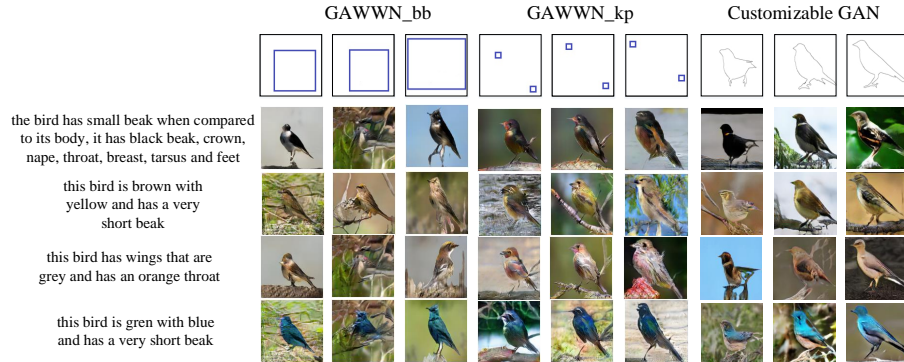 GAWWN_bb GAWWN_kp Customizable GAN
the bird has small beak when compared
to its body, it has black beak, crown,
nape, throat, breast, tarsus and feet
this bird is brown with
yellow and has a very
short beak
this bird has wings that are
grey and has an orange throat
this bird is gren with blue
and has a very short beak